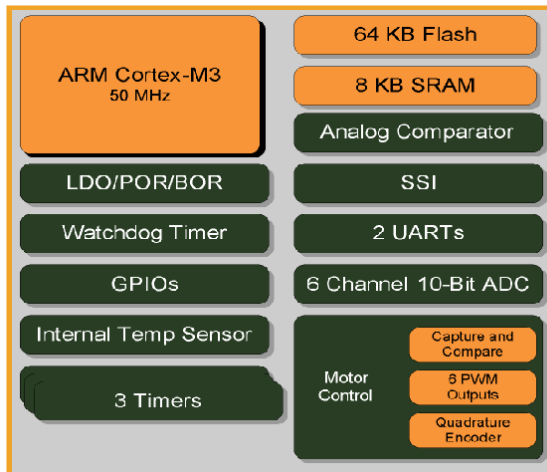 ARM Cortex-M3
50 MHz
LDO/POR/BOR
Watchdog Timer
GPIOs
Internal Temp Sensor
3 Timers
64 KB Flash
8 KB SRAM
Analog Comparator
SSI
2 UARTs
6 Channel 10-Bit ADC
Motor
Control
Capture and
Compare
6 PWM
Outputs
Quadrature
Encoder